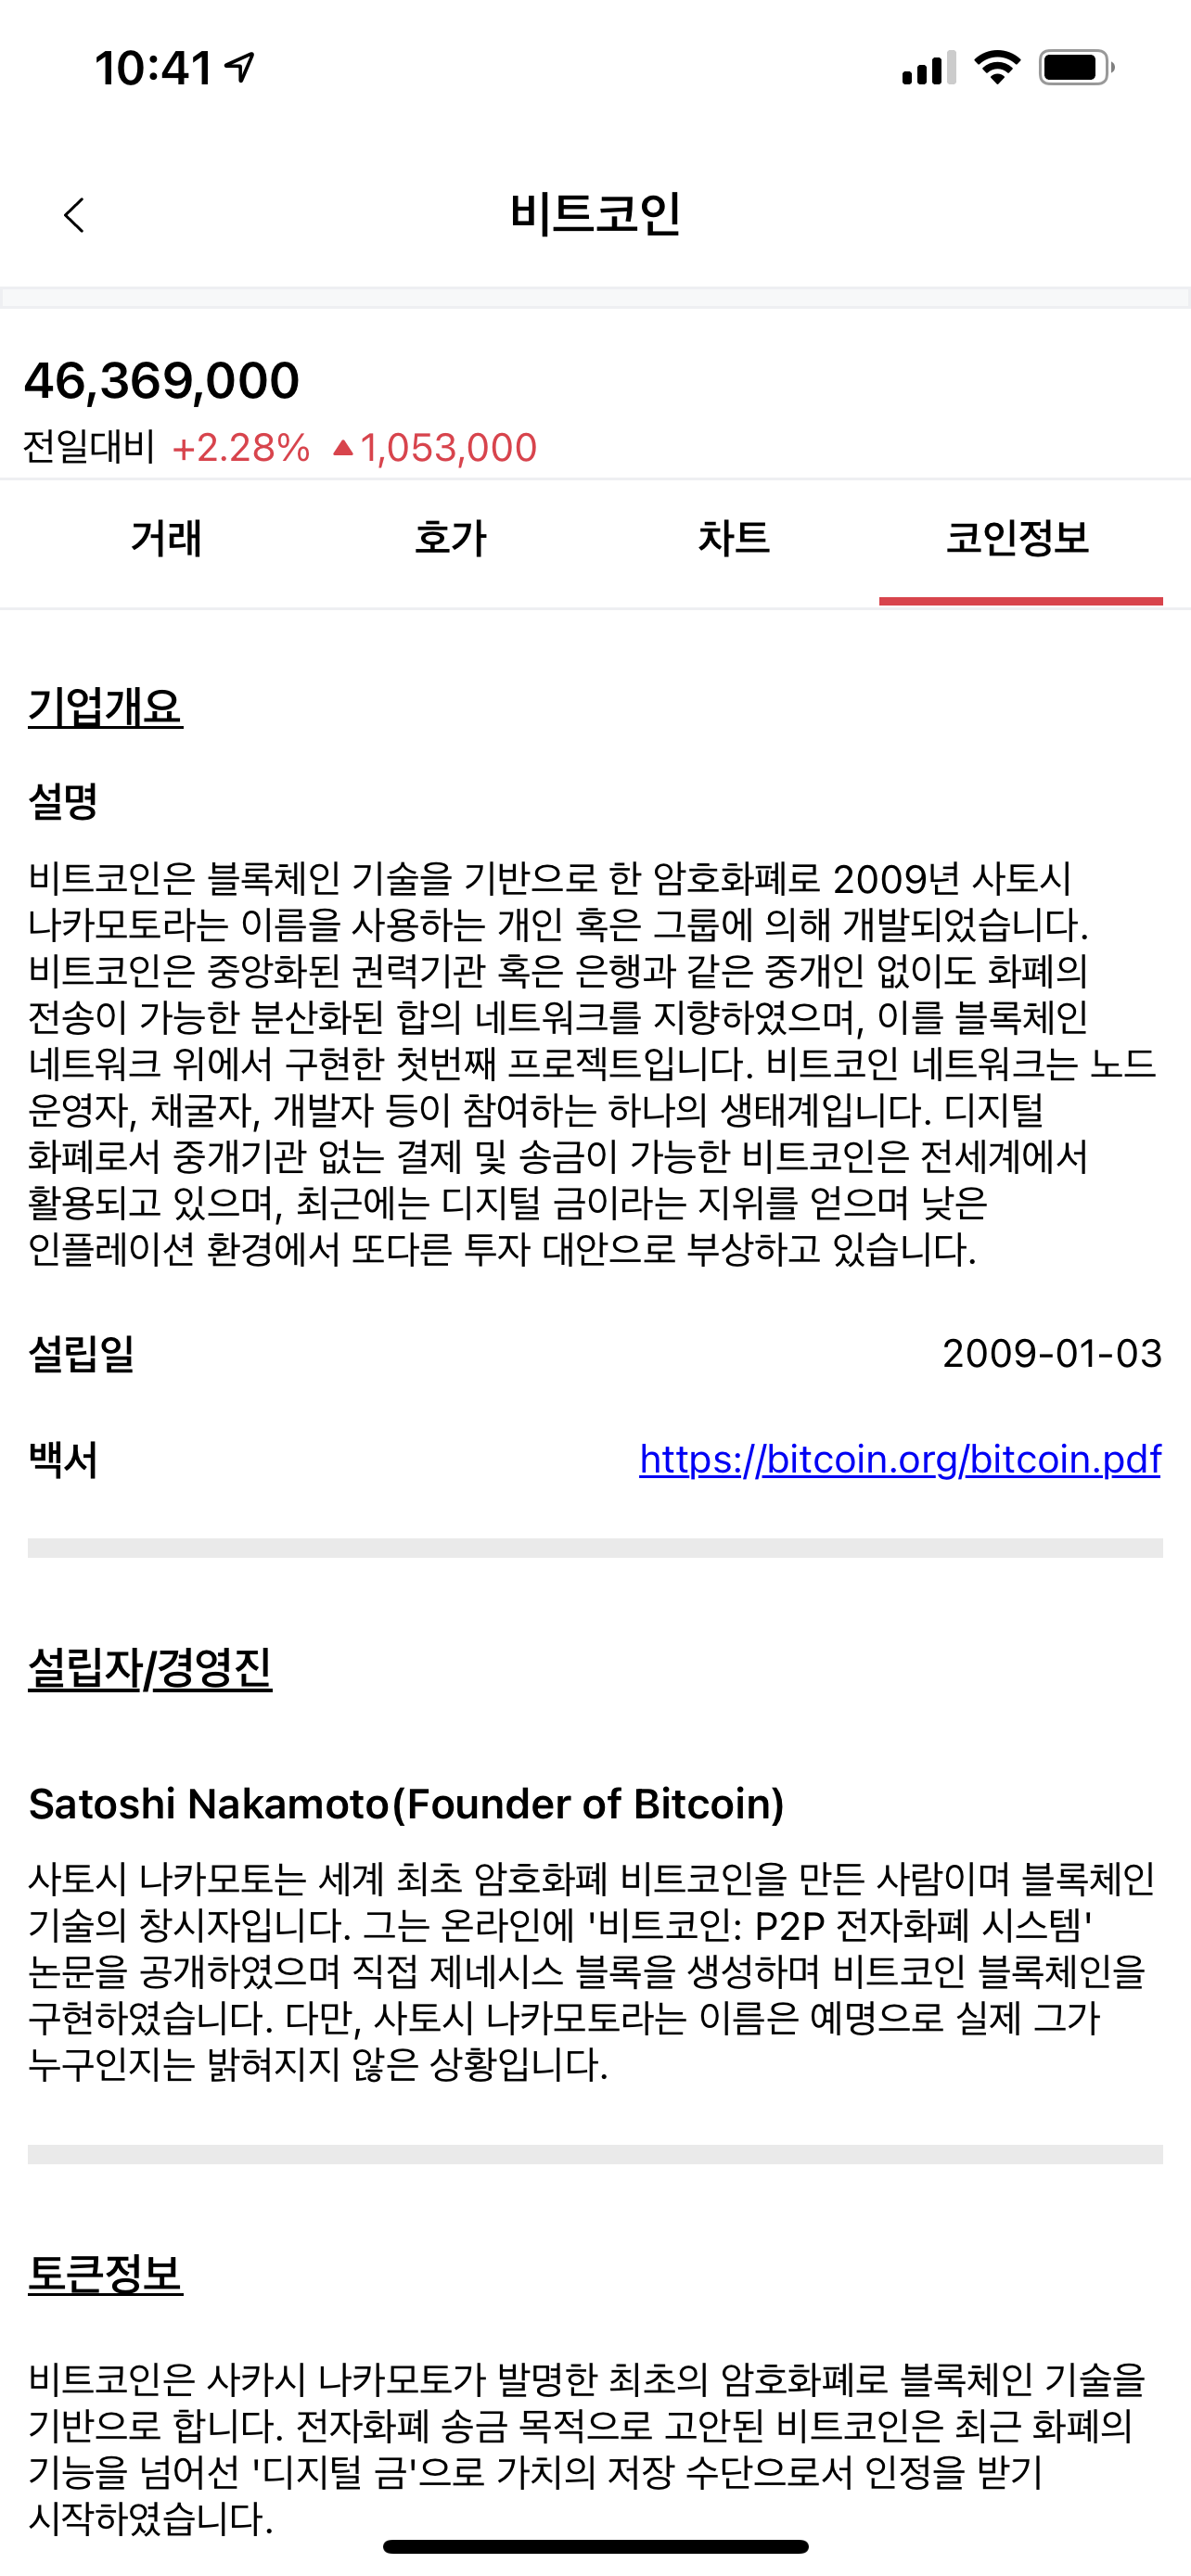 10:41
비트코인
46,369,000
전일대비 +2.28% ▲1,053,000
거래 호가 차트 코인정보
기업개요
설명
비트코인은 블록체인 기술을 기반으로 한 암호화폐로 2009년 사토시
나카모토라는 이름을 사용하는 개인 혹은 그룹에 의해 개발되었습니다.
비트코인은 중앙화된 권력기관 혹은 은행과 같은 중개인 없이도 화폐의
전송이 가능한 분산화된 합의 네트워크를 지향하였으며, 이를 블록체인
네트워크 위에서 구현한 첫번째 프로젝트입니다. 비트코인 네트워크는 노드
운영자, 채굴자, 개발자 등이 참여하는 하나의 생태계입니다. 디지털
화폐로서 중개기관 없는 결제 및 송금이 가능한 비트코인은 전세계에서
활용되고 있으며, 최근에는 디지털 금이라는 지위를 얻으며 낮은
인플레이션 환경에서 또다른 투자 대안으로 부상하고 있습니다.
설립일 2009-01-03
백서 https://bitcoin.org/bitcoin.pdf
설립자/경영진
Satoshi Nakamoto(Founder of Bitcoin)
사토시 나카모토는 세계 최초 암호화폐 비트코인을 만든 사람이며 블록체인
기술의 창시자입니다. 그는 온라인에 '비트코인: P2P 전자화폐 시스템'
논문을 공개하였으며 직접 제네시스 블록을 생성하며 비트코인 블록체인을
구현하였습니다. 다만, 사토시 나카모토라는 이름은 예명으로 실제 그가
누구인지는 밝혀지지 않은 상황입니다.
토큰정보
비트코인은 사카시 나카모토가 발명한 최초의 암호화폐로 블록체인 기술을
기반으로 합니다. 전자화폐 송금 목적으로 고안된 비트코인은 최근 화폐의
기능을 넘어선 '디지털 금'으로 가치의 저장 수단으로서 인정을 받기
시작하였습니다.